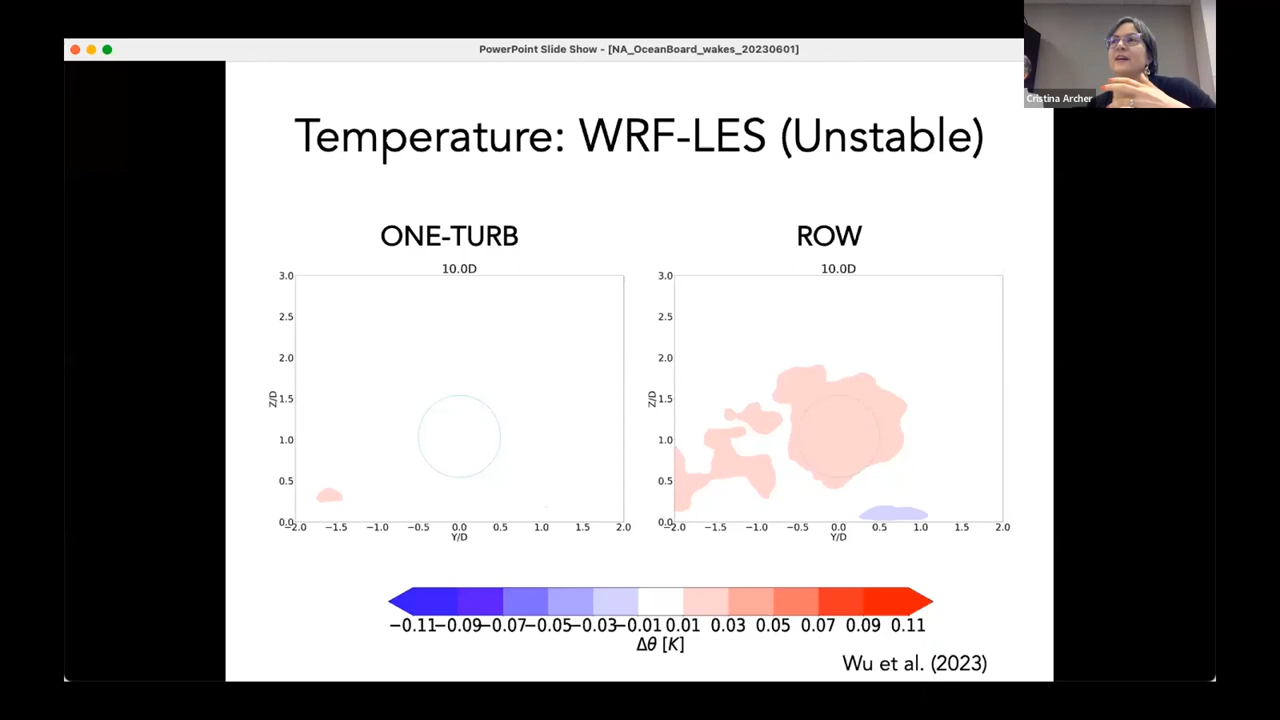 PowerPoint Slide Show - [NA_OceanBoard_wakes_20230601]
Cristina Archer
Temperature: WRF-LES (Unstable)
ONE-TURB
10.0D
3.0
2.5
2.0
1.5
1.0
0.5
0.0
Z/D
−2.0 −1.5 −1.0 −0.5 0.0 0.5 1.0 1.5 2.0
Y/D
ROW
10.0D
3.0
2.5
2.0
1.5
1.0
0.5
0.0
Z/D
−2.0 −1.5 −1.0 −0.5 0.0 0.5 1.0 1.5 2.0
Y/D
−0.11 −0.09 −0.07 −0.05 −0.03 −0.01 0.01 0.03 0.05 0.07 0.09 0.11
Δθ [K]
Wu et al. (2023)